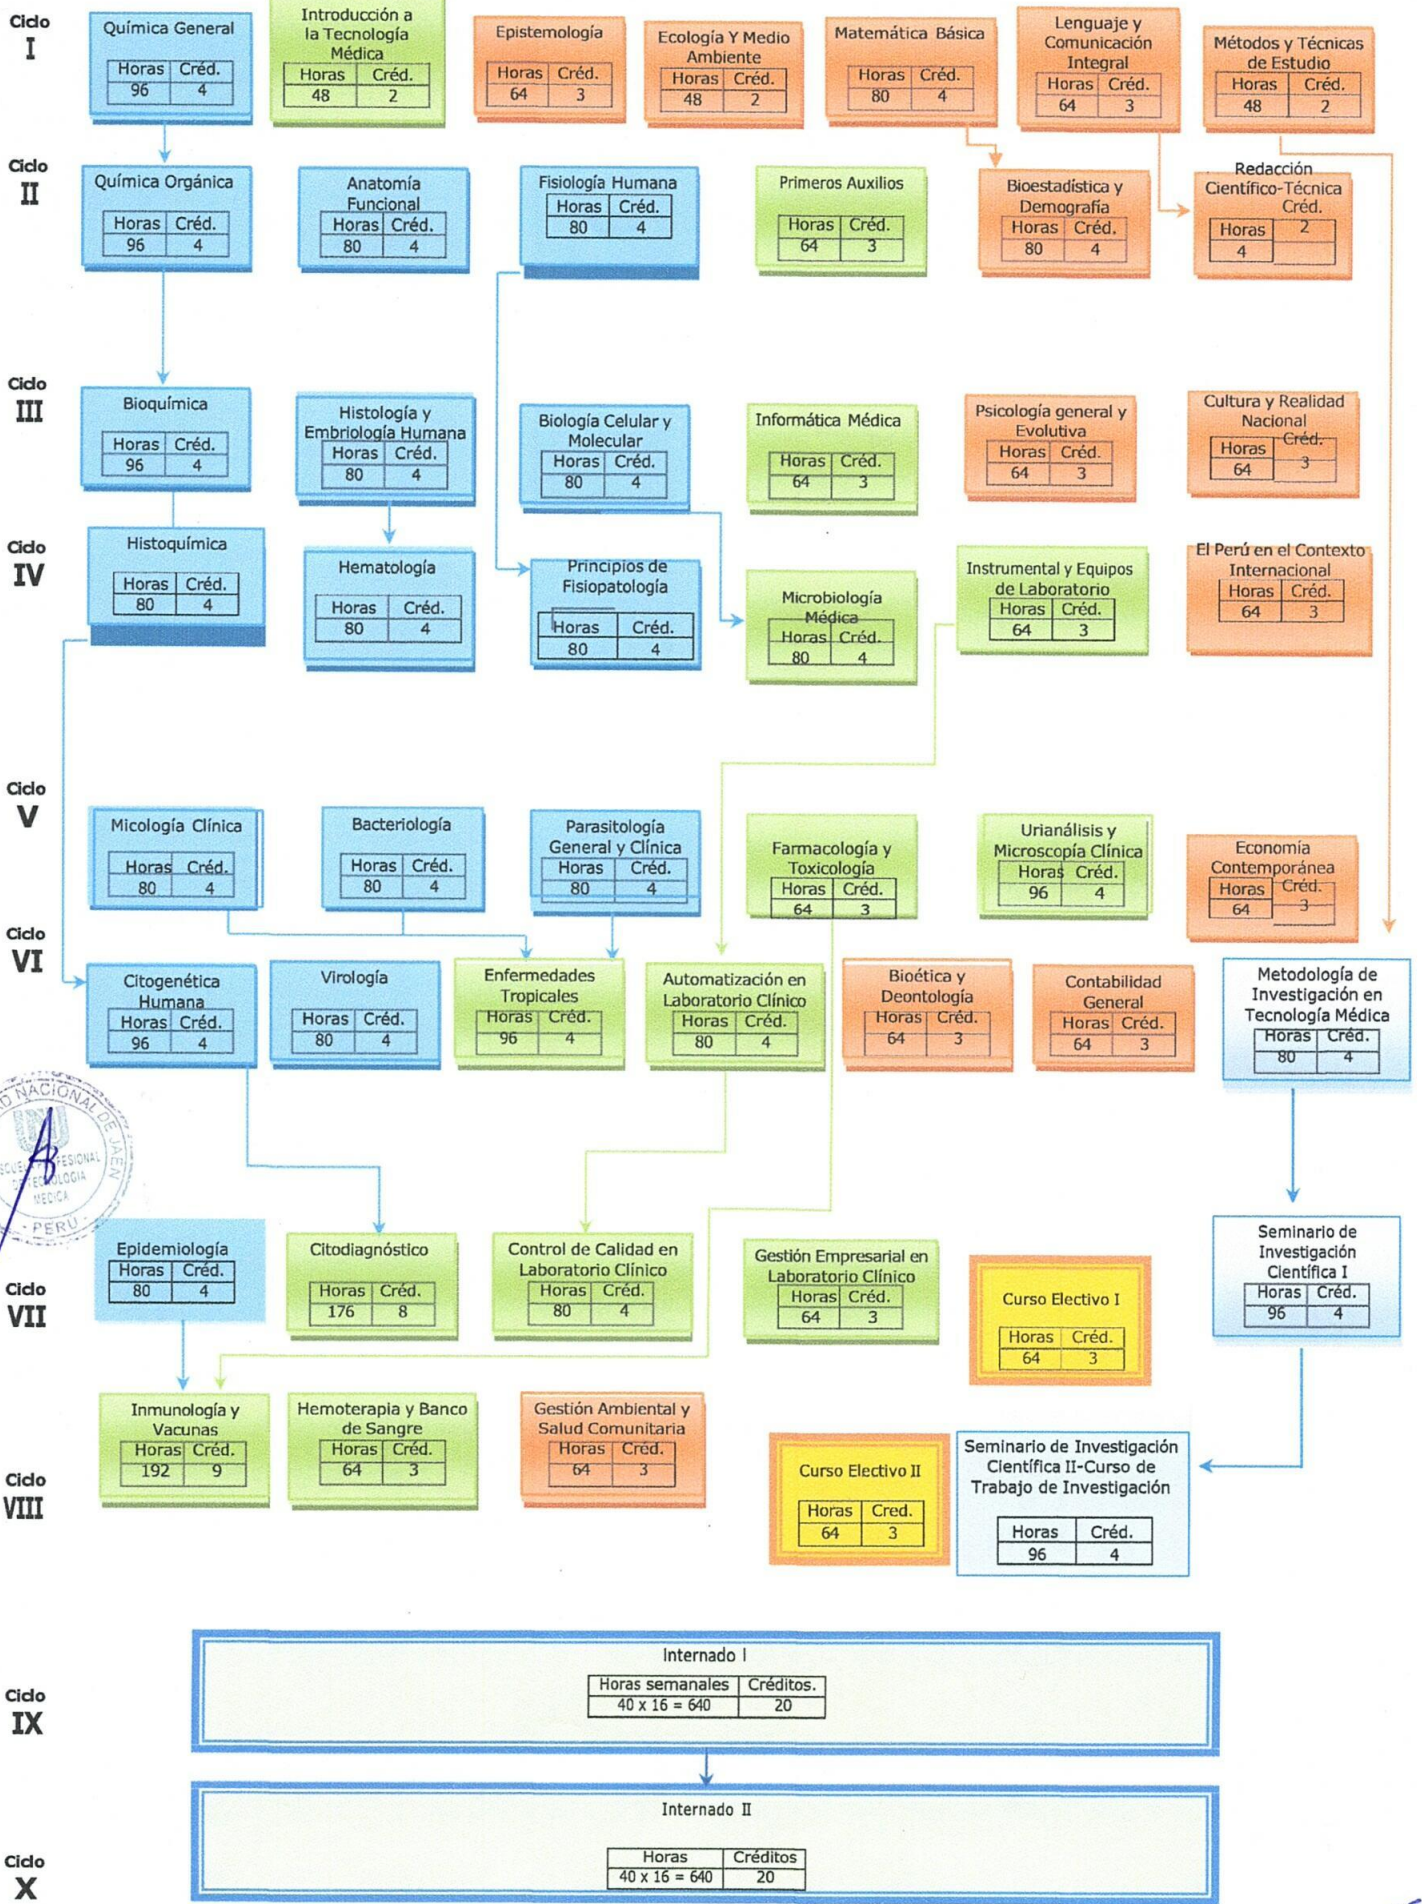 Ciclo
I
Química General
Horas Créd.
96 4
Introducción a
la Tecnología
Médica
Horas Créd.
48 2
Epistemología
Horas Créd.
64 3
Ecología Y Medio
Ambiente
Horas Créd.
48 2
Matemática Básica
Horas Créd.
80 4
Lenguaje y
Comunicación
Integral
Horas Créd.
64 3
Métodos y Técnicas
de Estudio
Horas Créd.
48 2
Ciclo
II
Química Orgánica
Horas Créd.
96 4
Anatomía
Funcional
Horas Créd.
80 4
Fisiología Humana
Horas Créd.
80 4
Primeros Auxilios
Horas Créd.
64 3
Bioestadística y
Demografía
Horas Créd.
80 4
Redacción
Científico-Técnica
Créd.
Horas 2
4
Ciclo
III
Bioquímica
Horas Créd.
96 4
Histología y
Embriología Humana
Horas Créd.
80 4
Biología Celular y
Molecular
Horas Créd.
80 4
Informática Médica
Horas Créd.
64 3
Psicología general y
Evolutiva
Horas Créd.
64 3
Cultura y Realidad
Nacional
Horas Créd.
64 3
Ciclo
IV
Histoquímica
Horas Créd.
80 4
Hematología
Horas Créd.
80 4
Principios de
Fisiopatología
Horas Créd.
80 4
Microbiología
Médica
Horas Créd.
80 4
Instrumental y Equipos
de Laboratorio
Horas Créd.
64 3
El Perú en el Contexto
Internacional
Horas Créd.
64 3
Ciclo
V
Micología Clínica
Horas Créd.
80 4
Bacteriología
Horas Créd.
80 4
Parasitología
General y Clínica
Horas Créd.
80 4
Farmacología y
Toxicología
Horas Créd.
64 3
Urianálisis y
Microscopía Clínica
Horas Créd.
96 4
Economía
Contemporánea
Horas Créd.
64 3
Ciclo
VI
Citogenética
Humana
Horas Créd.
96 4
Virología
Horas Créd.
80 4
Enfermedades
Tropicales
Horas Créd.
96 4
Automatización en
Laboratorio Clínico
Horas Créd.
80 4
Bioética y
Deontología
Horas Créd.
64 3
Contabilidad
General
Horas Créd.
64 3
Metodología de
Investigación en
Tecnología Médica
Horas Créd.
80 4
NACIONAL DE JAÉN
TECNOLOGIA
MEDICA
- PERÚ -
Ciclo
VII
Epidemiología
Horas Créd.
80 4
Citodiagnóstico
Horas Créd.
176 8
Control de Calidad en
Laboratorio Clínico
Horas Créd.
80 4
Gestión Empresarial en
Laboratorio Clínico
Horas Créd.
64 3
Curso Electivo I
Horas Créd.
64 3
Seminario de
Investigación
Científica I
Horas Créd.
96 4
Ciclo
VIII
Inmunología y
Vacunas
Horas Créd.
192 9
Hemoterapia y Banco
de Sangre
Horas Créd.
64 3
Gestión Ambiental y
Salud Comunitaria
Horas Créd.
64 3
Curso Electivo II
Horas Cred.
64 3
Seminario de Investigación
Científica II-Curso de
Trabajo de Investigación
Horas Créd.
96 4
Ciclo
IX
Internado I
Horas semanales Créditos.
40 x 16 = 640 20
Ciclo
X
Internado II
Horas Créditos
40 x 16 = 640 20